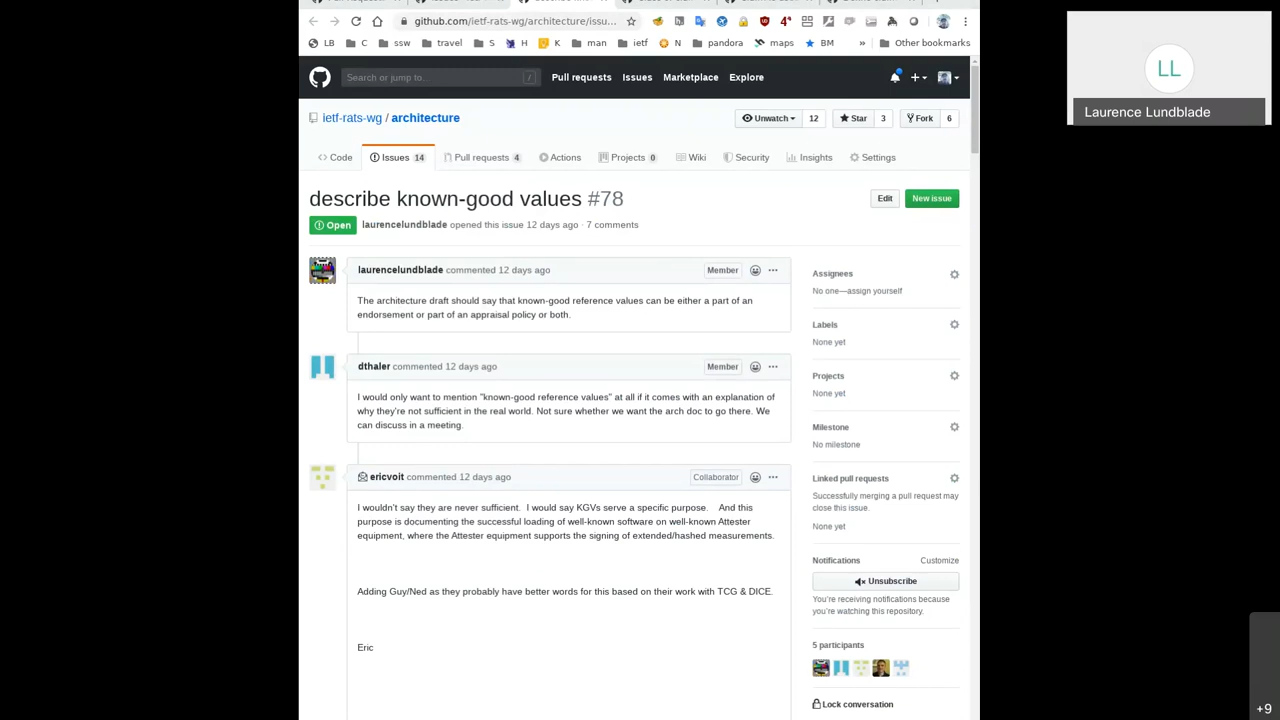 github.com/ietf-rats-wg/architecture/issu...
LB
C
ssw
travel
S
H
K
man
ietf
N
pandora
maps
BM
»
Other bookmarks
Search or jump to...
/
Pull requests
Issues
Marketplace
Explore
ietf-rats-wg / architecture
Unwatch
12
Star
3
Fork
6
Code
Issues 14
Pull requests 4
Actions
Projects 0
Wiki
Security
Insights
Settings
describe known-good values #78
Edit
New issue
Open
laurencelundblade opened this issue 12 days ago · 7 comments
laurencelundblade commented 12 days ago
Member
The architecture draft should say that known-good reference values can be either a part of an
endorsement or part of an appraisal policy or both.
dthaler commented 12 days ago
Member
I would only want to mention "known-good reference values" at all if it comes with an explanation of
why they're not sufficient in the real world. Not sure whether we want the arch doc to go there. We
can discuss in a meeting.
ericvoit commented 12 days ago
Collaborator
I wouldn't say they are never sufficient. I would say KGVs serve a specific purpose. And this
purpose is documenting the successful loading of well-known software on well-known Attester
equipment, where the Attester equipment supports the signing of extended/hashed measurements.
Adding Guy/Ned as they probably have better words for this based on their work with TCG & DICE.
Eric
Assignees
No one—assign yourself
Labels
None yet
Projects
None yet
Milestone
No milestone
Linked pull requests
Successfully merging a pull request may
close this issue.
None yet
Notifications
Customize
Unsubscribe
You're receiving notifications because
you're watching this repository.
5 participants
Lock conversation
LL
Laurence Lundblade
+9